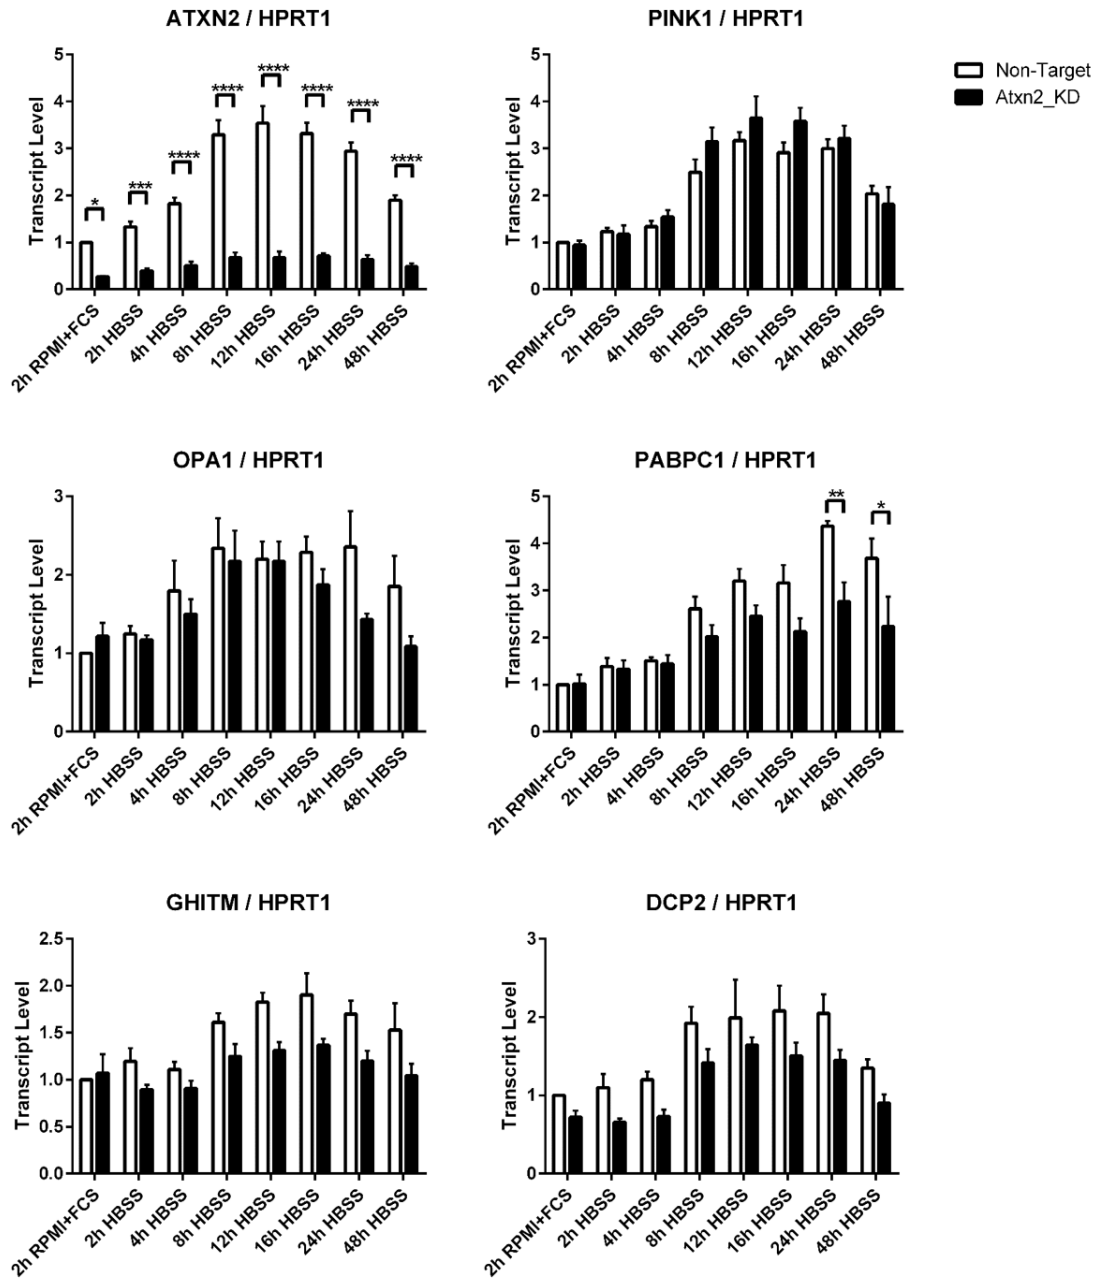 ATXN2 / HPRT1
Transcript Level
5
4
3
2
1
0
*
***
****
****
****
****
****
****
2h RPMI+FCS
2h HBSS
4h HBSS
8h HBSS
12h HBSS
16h HBSS
24h HBSS
48h HBSS
PINK1 / HPRT1
Transcript Level
5
4
3
2
1
0
2h RPMI+FCS
2h HBSS
4h HBSS
8h HBSS
12h HBSS
16h HBSS
24h HBSS
48h HBSS
Non-Target
Atxn2_KD
OPA1 / HPRT1
Transcript Level
3
2
1
0
2h RPMI+FCS
2h HBSS
4h HBSS
8h HBSS
12h HBSS
16h HBSS
24h HBSS
48h HBSS
PABPC1 / HPRT1
Transcript Level
5
4
3
2
1
0
**
*
2h RPMI+FCS
2h HBSS
4h HBSS
8h HBSS
12h HBSS
16h HBSS
24h HBSS
48h HBSS
GHITM / HPRT1
Transcript Level
2.5
2.0
1.5
1.0
0.5
0.0
2h RPMI+FCS
2h HBSS
4h HBSS
8h HBSS
12h HBSS
16h HBSS
24h HBSS
48h HBSS
DCP2 / HPRT1
Transcript Level
3
2
1
0
2h RPMI+FCS
2h HBSS
4h HBSS
8h HBSS
12h HBSS
16h HBSS
24h HBSS
48h HBSS